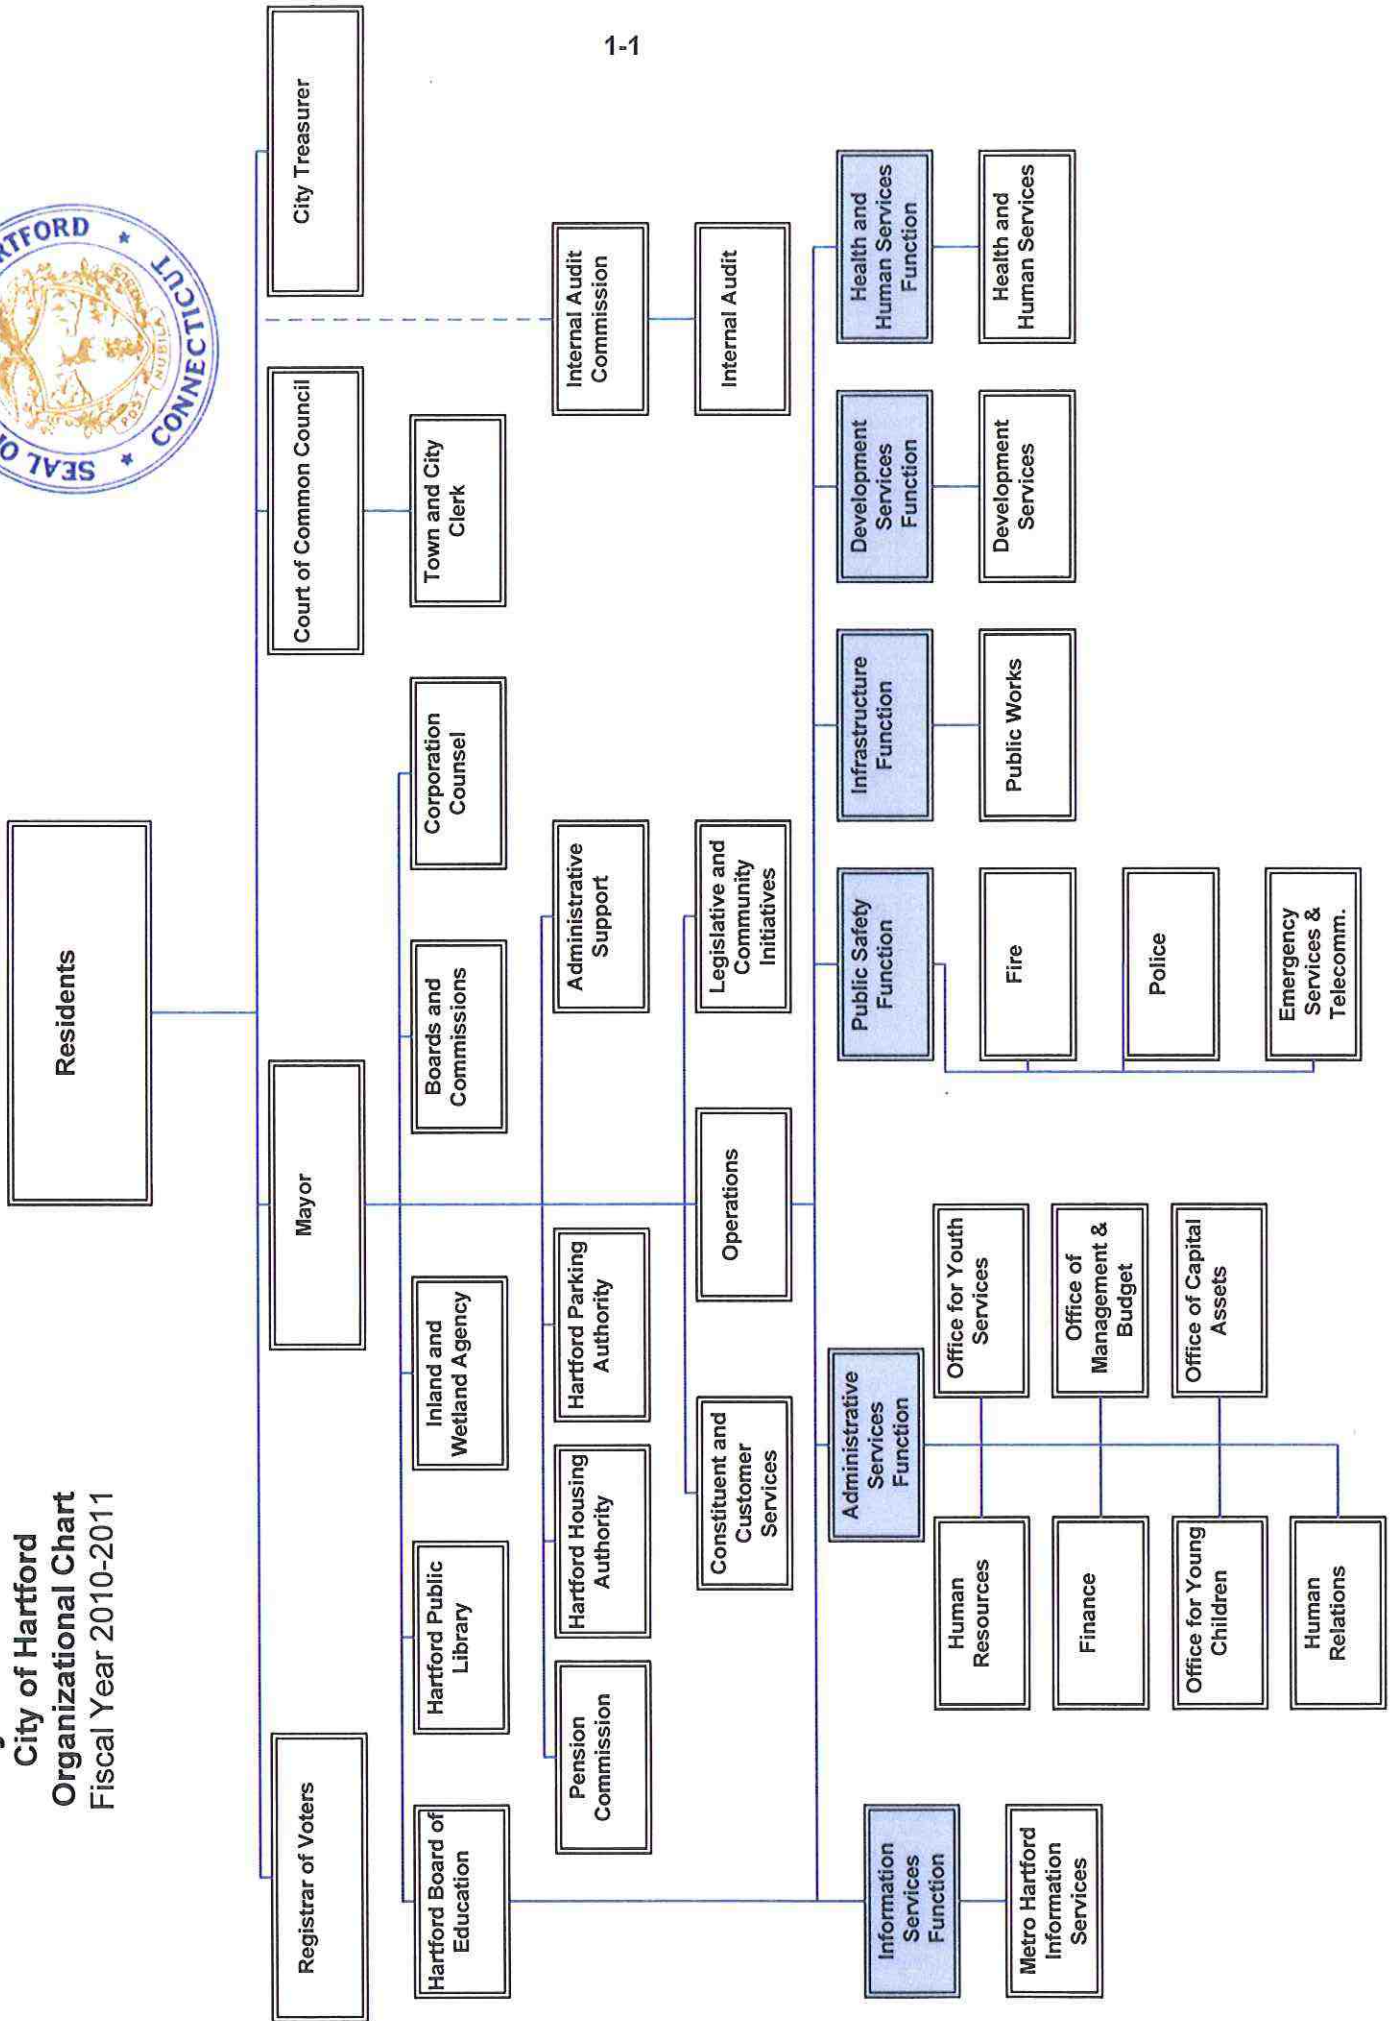 City of Hartford
Organizational Chart
Fiscal Year 2010-2011
SEAL OF
HARTFORD
CONNECTICUT
POST
NUBILA
1-1
Residents
Registrar of Voters
Mayor
Court of Common Council
City Treasurer
Hartford Board of
Education
Hartford Public
Library
Inland and
Wetland Agency
Boards and
Commissions
Corporation
Counsel
Town and City
Clerk
Pension
Commission
Hartford Housing
Authority
Hartford Parking
Authority
Administrative
Support
Internal Audit
Commission
Constituent and
Customer
Services
Operations
Legislative and
Community
Initiatives
Internal Audit
Information
Services
Function
Administrative
Services
Function
Public Safety
Function
Infrastructure
Function
Development
Services
Function
Health and
Human Services
Function
Metro Hartford
Information
Services
Human
Resources
Office for Youth
Services
Finance
Office of
Management &
Budget
Office for Young
Children
Office of Capital
Assets
Human
Relations
Fire
Police
Emergency
Services &
Telecomm.
Public Works
Development
Services
Health and
Human Services